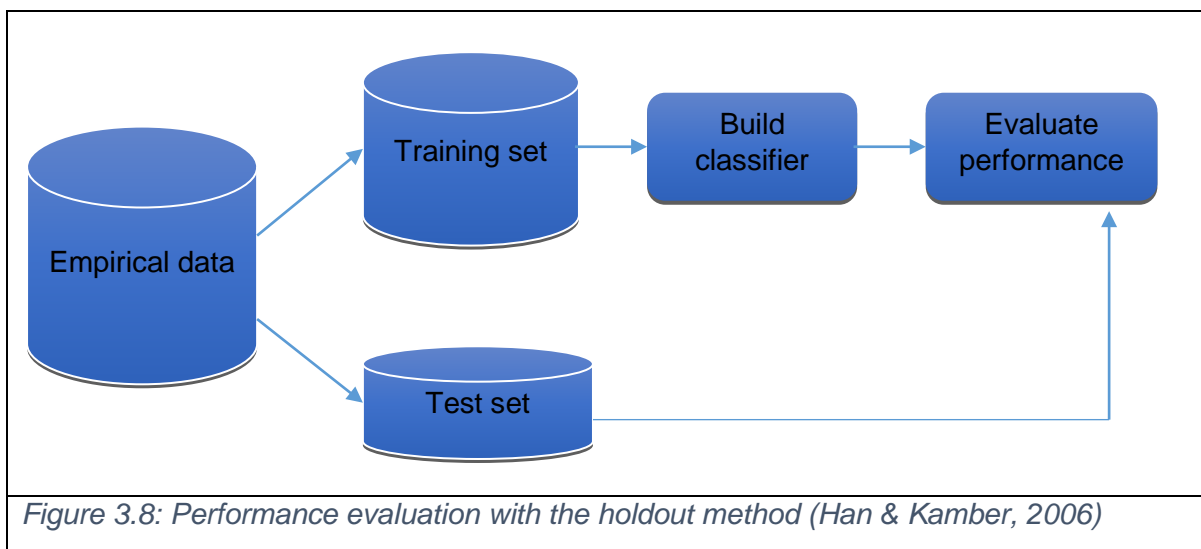 Empirical data
Training set
Build
classifier
Evaluate
performance
Test set
Figure 3.8: Performance evaluation with the holdout method (Han & Kamber, 2006)